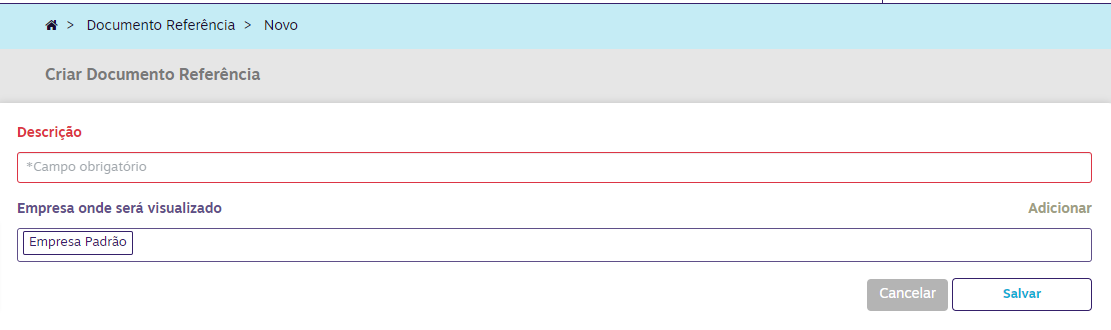 > Documento Referência > Novo
Criar Documento Referência
Descrição
*Campo obrigatório
Empresa onde será visualizado Adicionar
Empresa Padrão
Cancelar Salvar